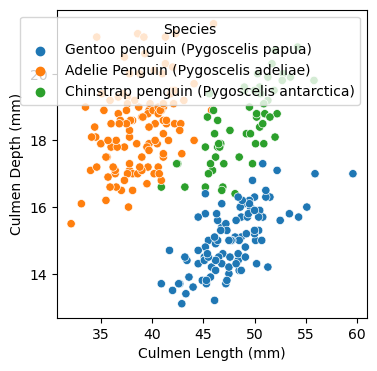 Species
Gentoo penguin (Pygoscelis papua)
Adelie Penguin (Pygoscelis adeliae)
Chinstrap penguin (Pygoscelis antarctica)
20
18
16
14
Culmen Depth (mm)
35
40
45
50
55
60
Culmen Length (mm)